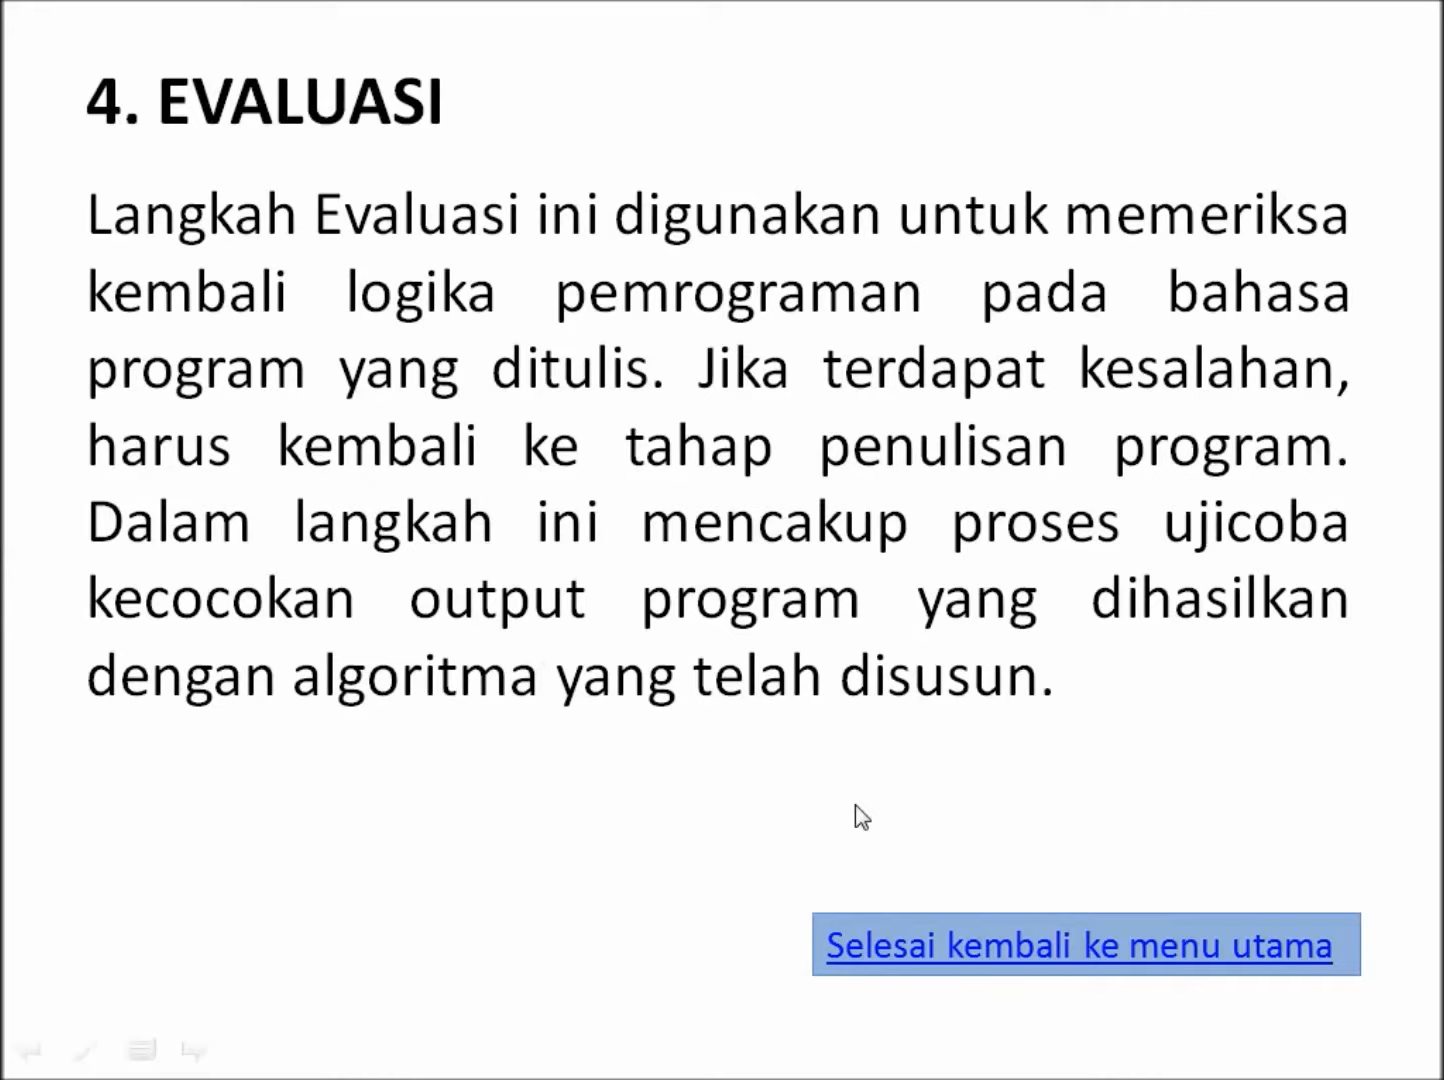 4. EVALUASI
Langkah Evaluasi ini digunakan untuk memeriksa
kembali logika pemrograman pada bahasa
program yang ditulis. Jika terdapat kesalahan,
harus kembali ke tahap penulisan program.
Dalam langkah ini mencakup proses ujicoba
kecocokan output program yang dihasilkan
dengan algoritma yang telah disusun.
Selesai kembali ke menu utama